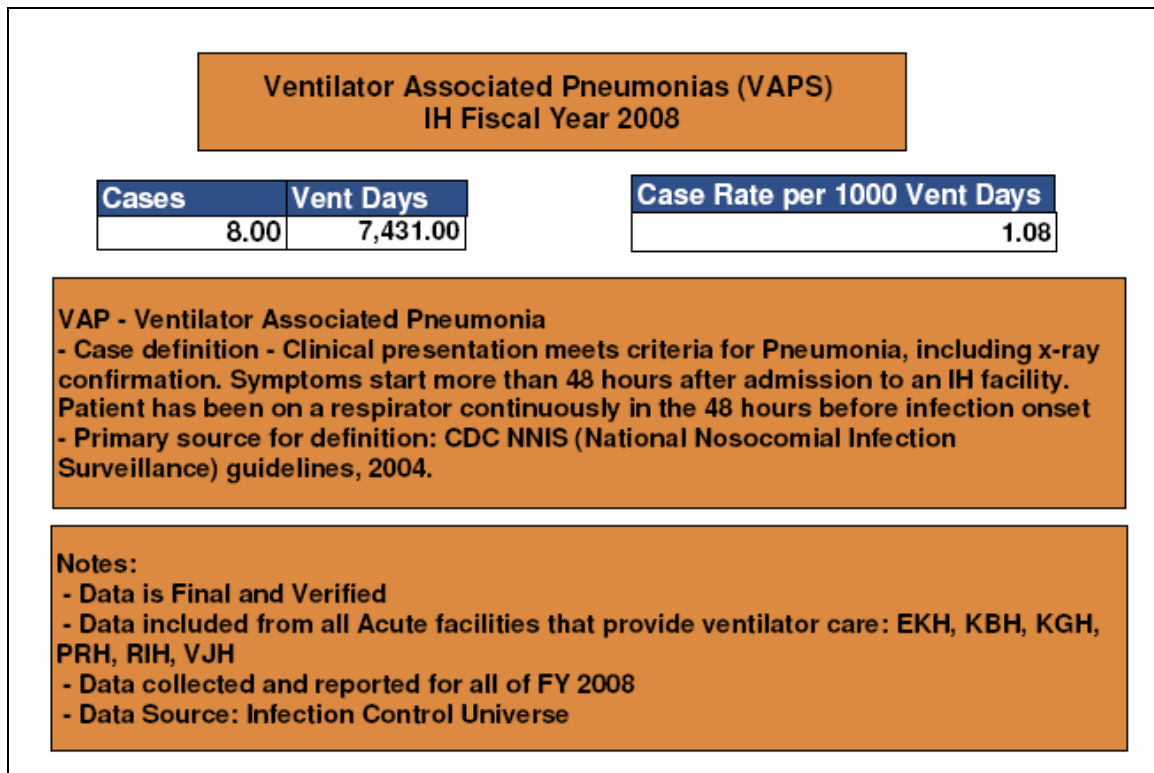 Ventilator Associated Pneumonias (VAPS)
IH Fiscal Year 2008
Cases Vent Days
8.00 7,431.00
Case Rate per 1000 Vent Days
1.08
VAP - Ventilator Associated Pneumonia
- Case definition - Clinical presentation meets criteria for Pneumonia, including x-ray
confirmation. Symptoms start more than 48 hours after admission to an IH facility.
Patient has been on a respirator continuously in the 48 hours before infection onset
- Primary source for definition: CDC NNIS (National Nosocomial Infection
Surveillance) guidelines, 2004.
Notes:
- Data is Final and Verified
- Data included from all Acute facilities that provide ventilator care: EKH, KBH, KGH,
PRH, RIH, VJH
- Data collected and reported for all of FY 2008
- Data Source: Infection Control Universe